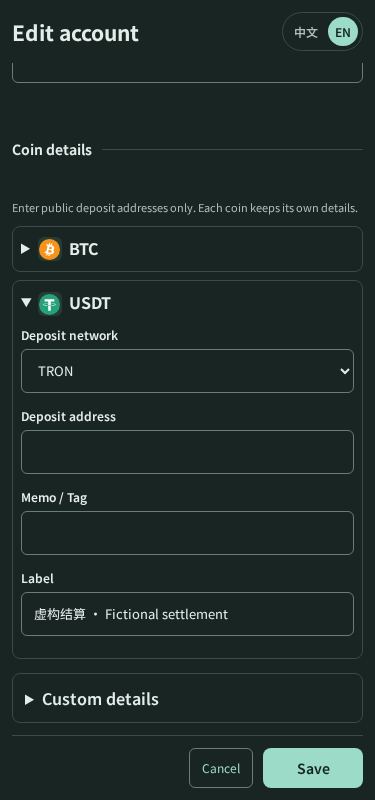 Edit account
中文 EN
Coin details
Enter public deposit addresses only. Each coin keeps its own details.
BTC
USDT
Deposit network
TRON
Deposit address
Memo / Tag
Label
虚构结算 · Fictional settlement
Custom details
Cancel Save